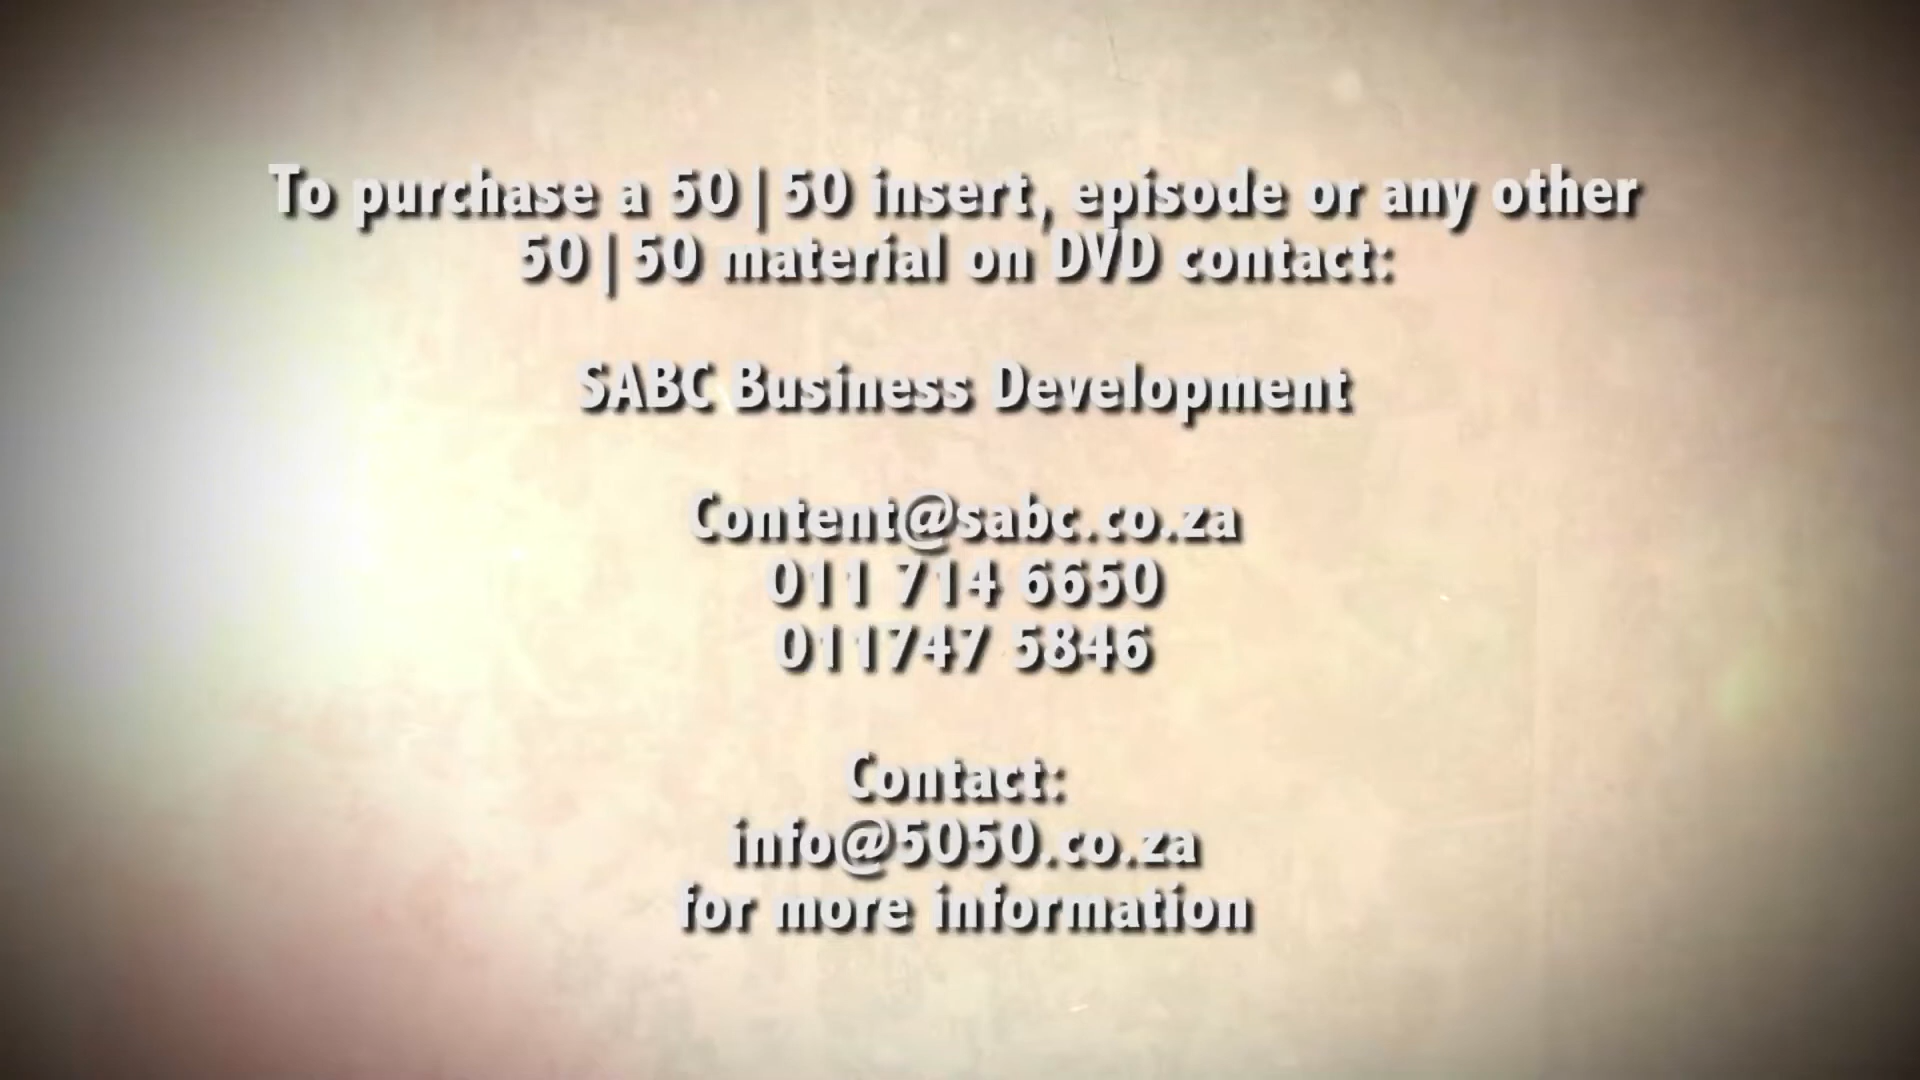 To purchase a 50|50 insert, episode or any other
50|50 material on DVD contact:
SABC Business Development
Content@sabc.co.za
011 714 6650
011747 5846
Contact:
info@5050.co.za
for more information